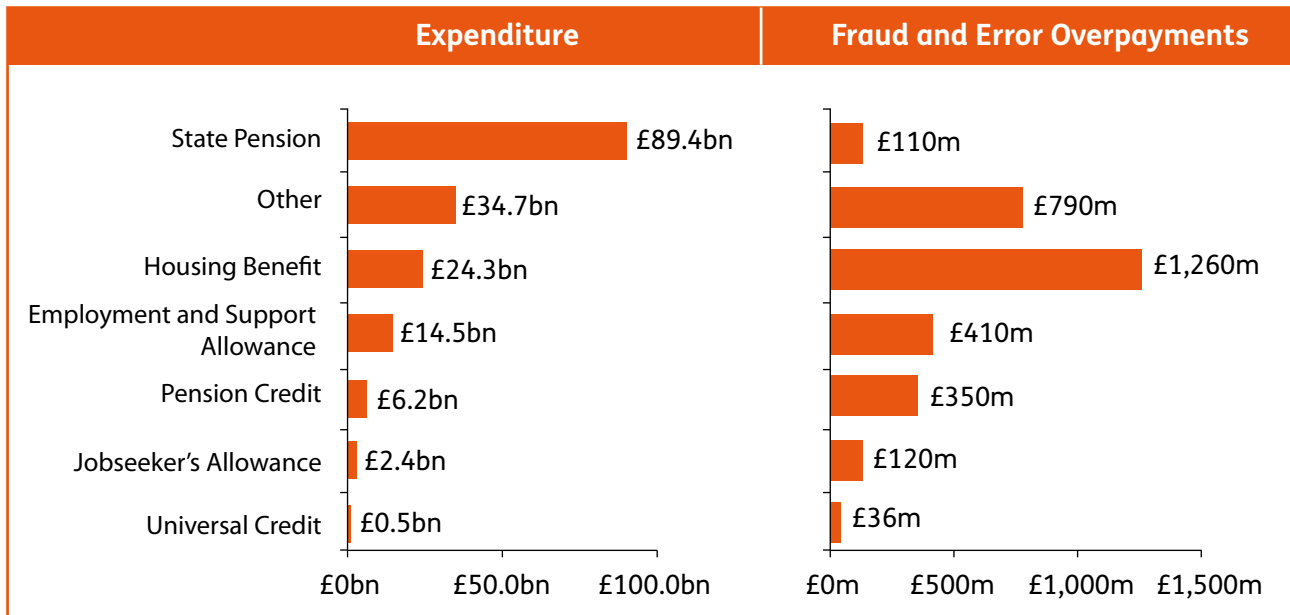 Expenditure
Fraud and Error Overpayments
State Pension
£89.4bn
£110m
Other
£34.7bn
£790m
Housing Benefit
£24.3bn
£1,260m
Employment and Support
Allowance
£14.5bn
£410m
Pension Credit
£6.2bn
£350m
Jobseeker's Allowance
£2.4bn
£120m
Universal Credit
£0.5bn
£36m
£0bn £50.0bn £100.0bn
£0m £500m £1,000m £1,500m